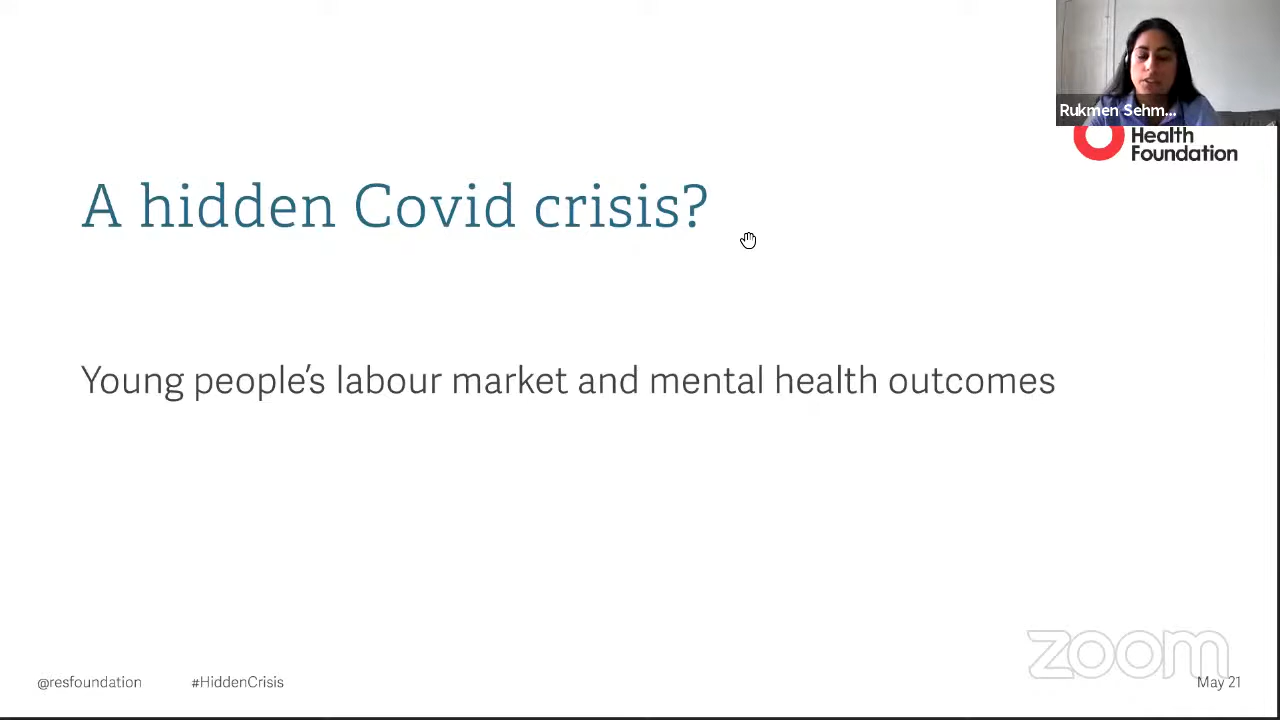 Rukmen Sehm...
Health
Foundation
A hidden Covid crisis?
Young people’s labour market and mental health outcomes
zoom
@resfoundation #HiddenCrisis May 21